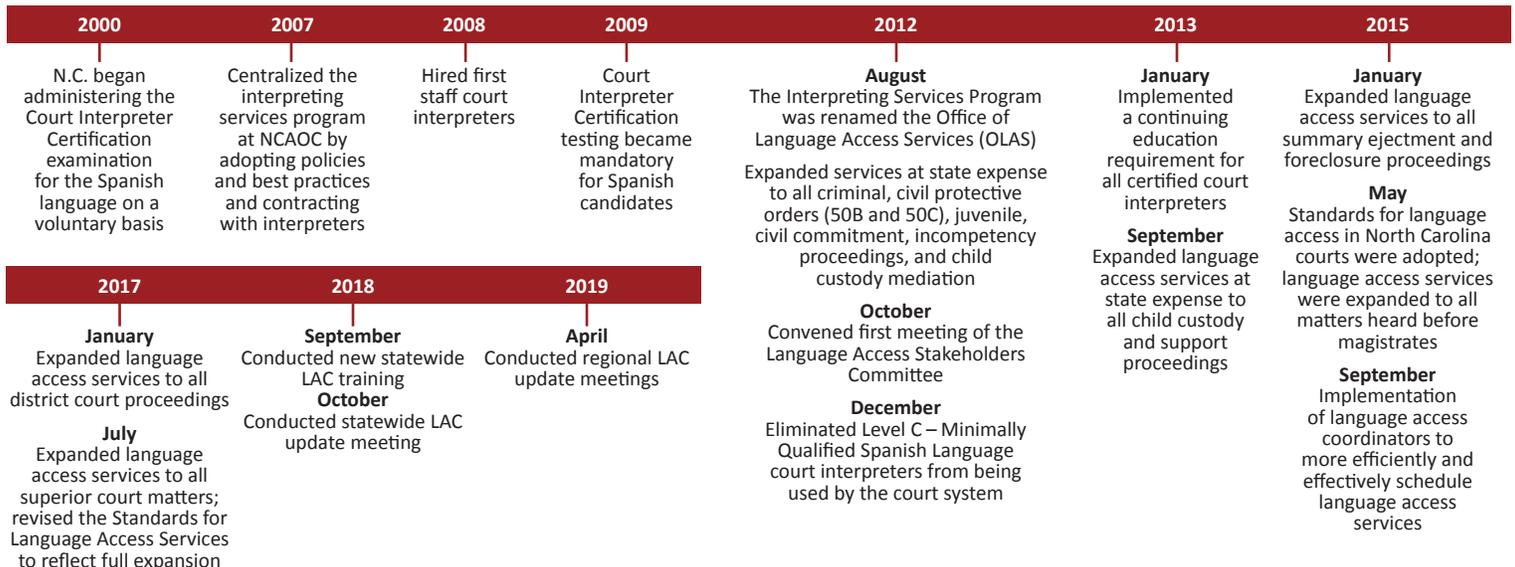 2000
N.C. began
administering the
Court Interpreter
Certification
examination
for the Spanish
language on a
voluntary basis
2007
Centralized the
interpreting
services program
at NCAOC by
adopting policies
and best practices
and contracting
with interpreters
2008
Hired first
staff court
interpreters
2009
Court
Interpreter
Certification
testing became
mandatory
for Spanish
candidates
2012
August
The Interpreting Services Program
was renamed the Office of
Language Access Services (OLAS)
Expanded services at state expense
to all criminal, civil protective
orders (50B and 50C), juvenile,
civil commitment, incompetency
proceedings, and child
custody mediation
October
Convened first meeting of the
Language Access Stakeholders
Committee
December
Eliminated Level C – Minimally
Qualified Spanish Language
court interpreters from being
used by the court system
2013
January
Implemented
a continuing
education
requirement for
all certified court
interpreters
September
Expanded language
access services at
state expense to
all child custody
and support
proceedings
2015
January
Expanded language
access services to all
summary ejectment and
foreclosure proceedings
May
Standards for language
access in North Carolina
courts were adopted;
language access services
were expanded to all
matters heard before
magistrates
September
Implementation
of language access
coordinators to
more efficiently and
effectively schedule
language access
services
2017
January
Expanded language
access services to all
district court proceedings
July
Expanded language
access services to all
superior court matters;
revised the Standards for
Language Access Services
to reflect full expansion
2018
September
Conducted new statewide
LAC training
October
Conducted statewide LAC
update meeting
2019
April
Conducted regional LAC
update meetings